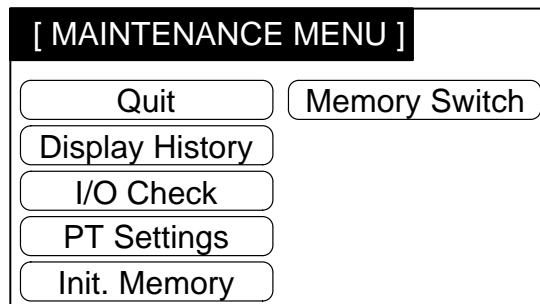 [ MAINTENANCE MENU ]
Quit
Memory Switch
Display History
I/O Check
PT Settings
Init. Memory